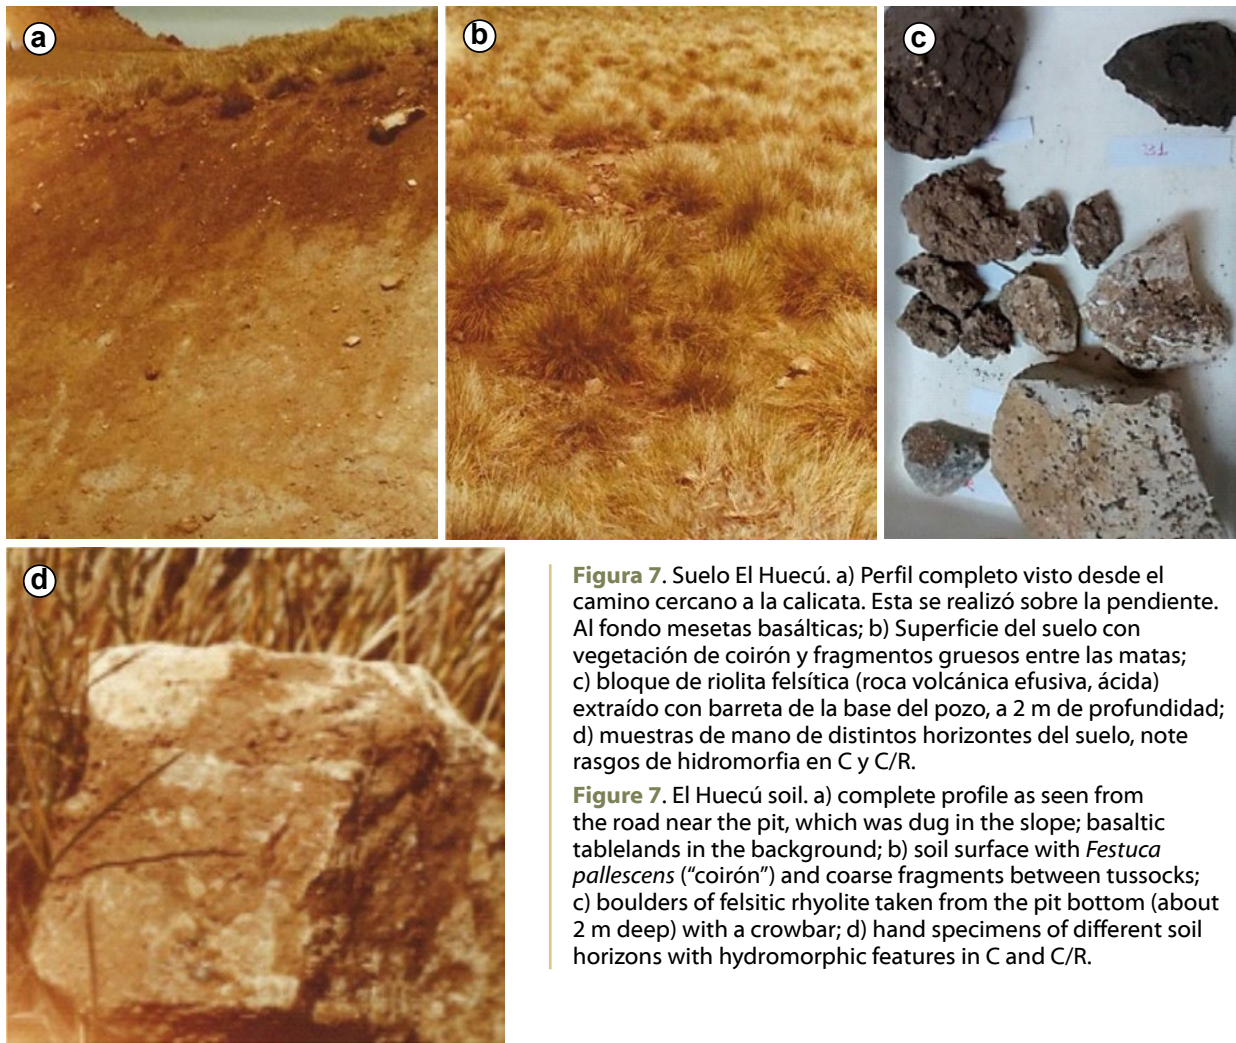 a
b
c
B1
d
Figura 7. Suelo El Huecú. a) Perfil completo visto desde el
camino cercano a la calicata. Esta se realizó sobre la pendiente.
Al fondo mesetas basálticas; b) Superficie del suelo con
vegetación de coirón y fragmentos gruesos entre las matas;
c) bloque de riolita felsítica (roca volcánica efusiva, ácida)
extraído con barreta de la base del pozo, a 2 m de profundidad;
d) muestras de mano de distintos horizontes del suelo, note
rasgos de hidromorfia en C y C/R.
Figure 7. El Huecú soil. a) complete profile as seen from
the road near the pit, which was dug in the slope; basaltic
tablelands in the background; b) soil surface with Festuca
pallescens (“coirón”) and coarse fragments between tussocks;
c) boulders of felsitic rhyolite taken from the pit bottom (about
2 m deep) with a crowbar; d) hand specimens of different soil
horizons with hydromorphic features in C and C/R.